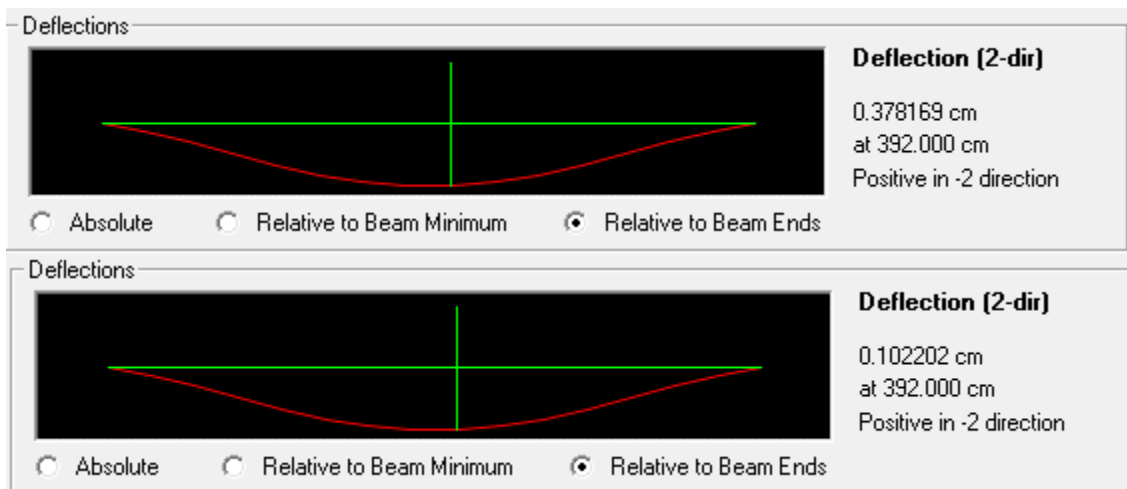 Deflections
Deflection (2-dir)
0.378169 cm
at 392.000 cm
Positive in -2 direction
Absolute Relative to Beam Minimum Relative to Beam Ends
Deflections
Deflection (2-dir)
0.102202 cm
at 392.000 cm
Positive in -2 direction
Absolute Relative to Beam Minimum Relative to Beam Ends